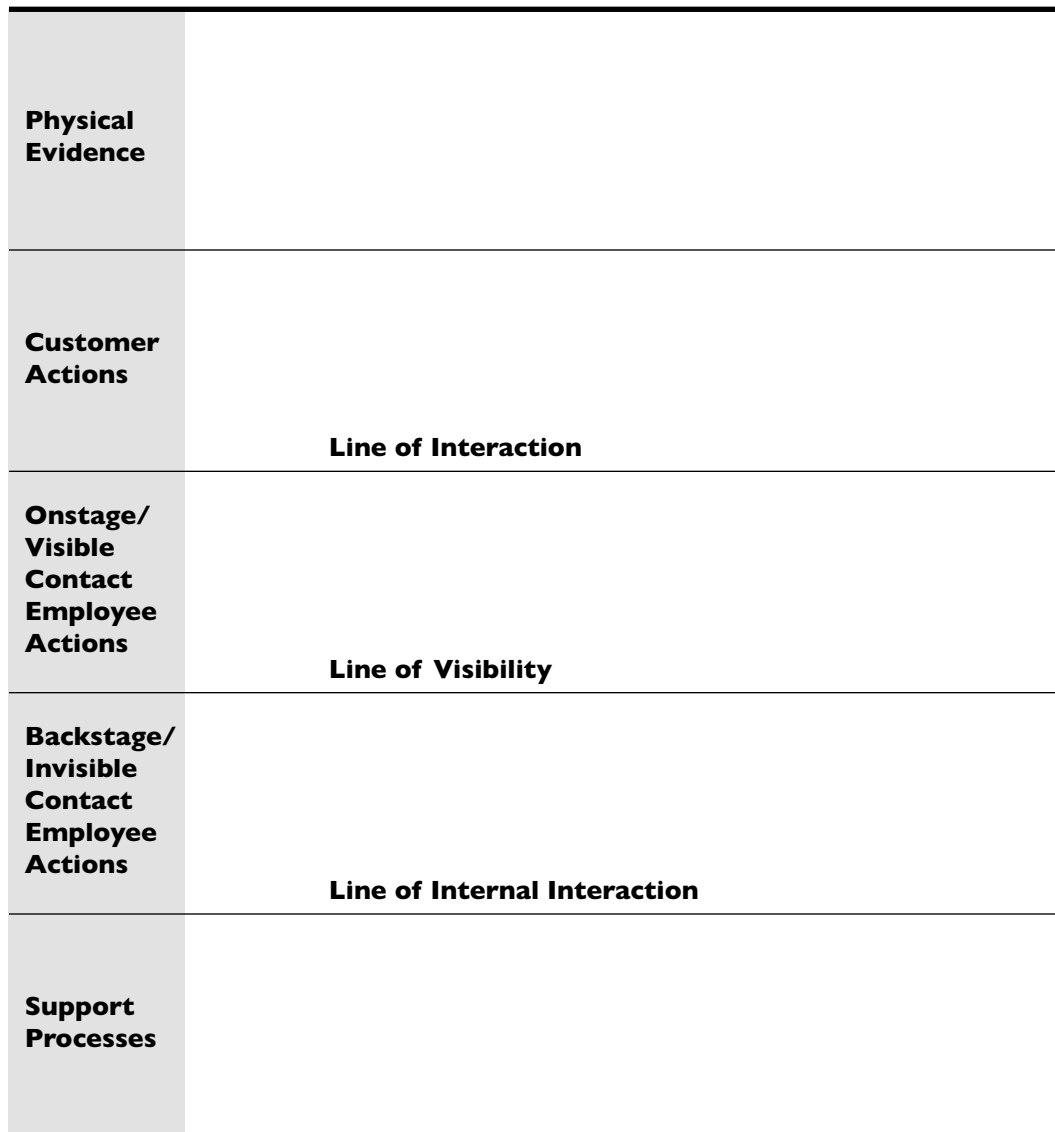 Physical
Evidence
Customer
Actions
Line of Interaction
Onstage/
Visible
Contact
Employee
Actions
Line of Visibility
Backstage/
Invisible
Contact
Employee
Actions
Line of Internal Interaction
Support
Processes